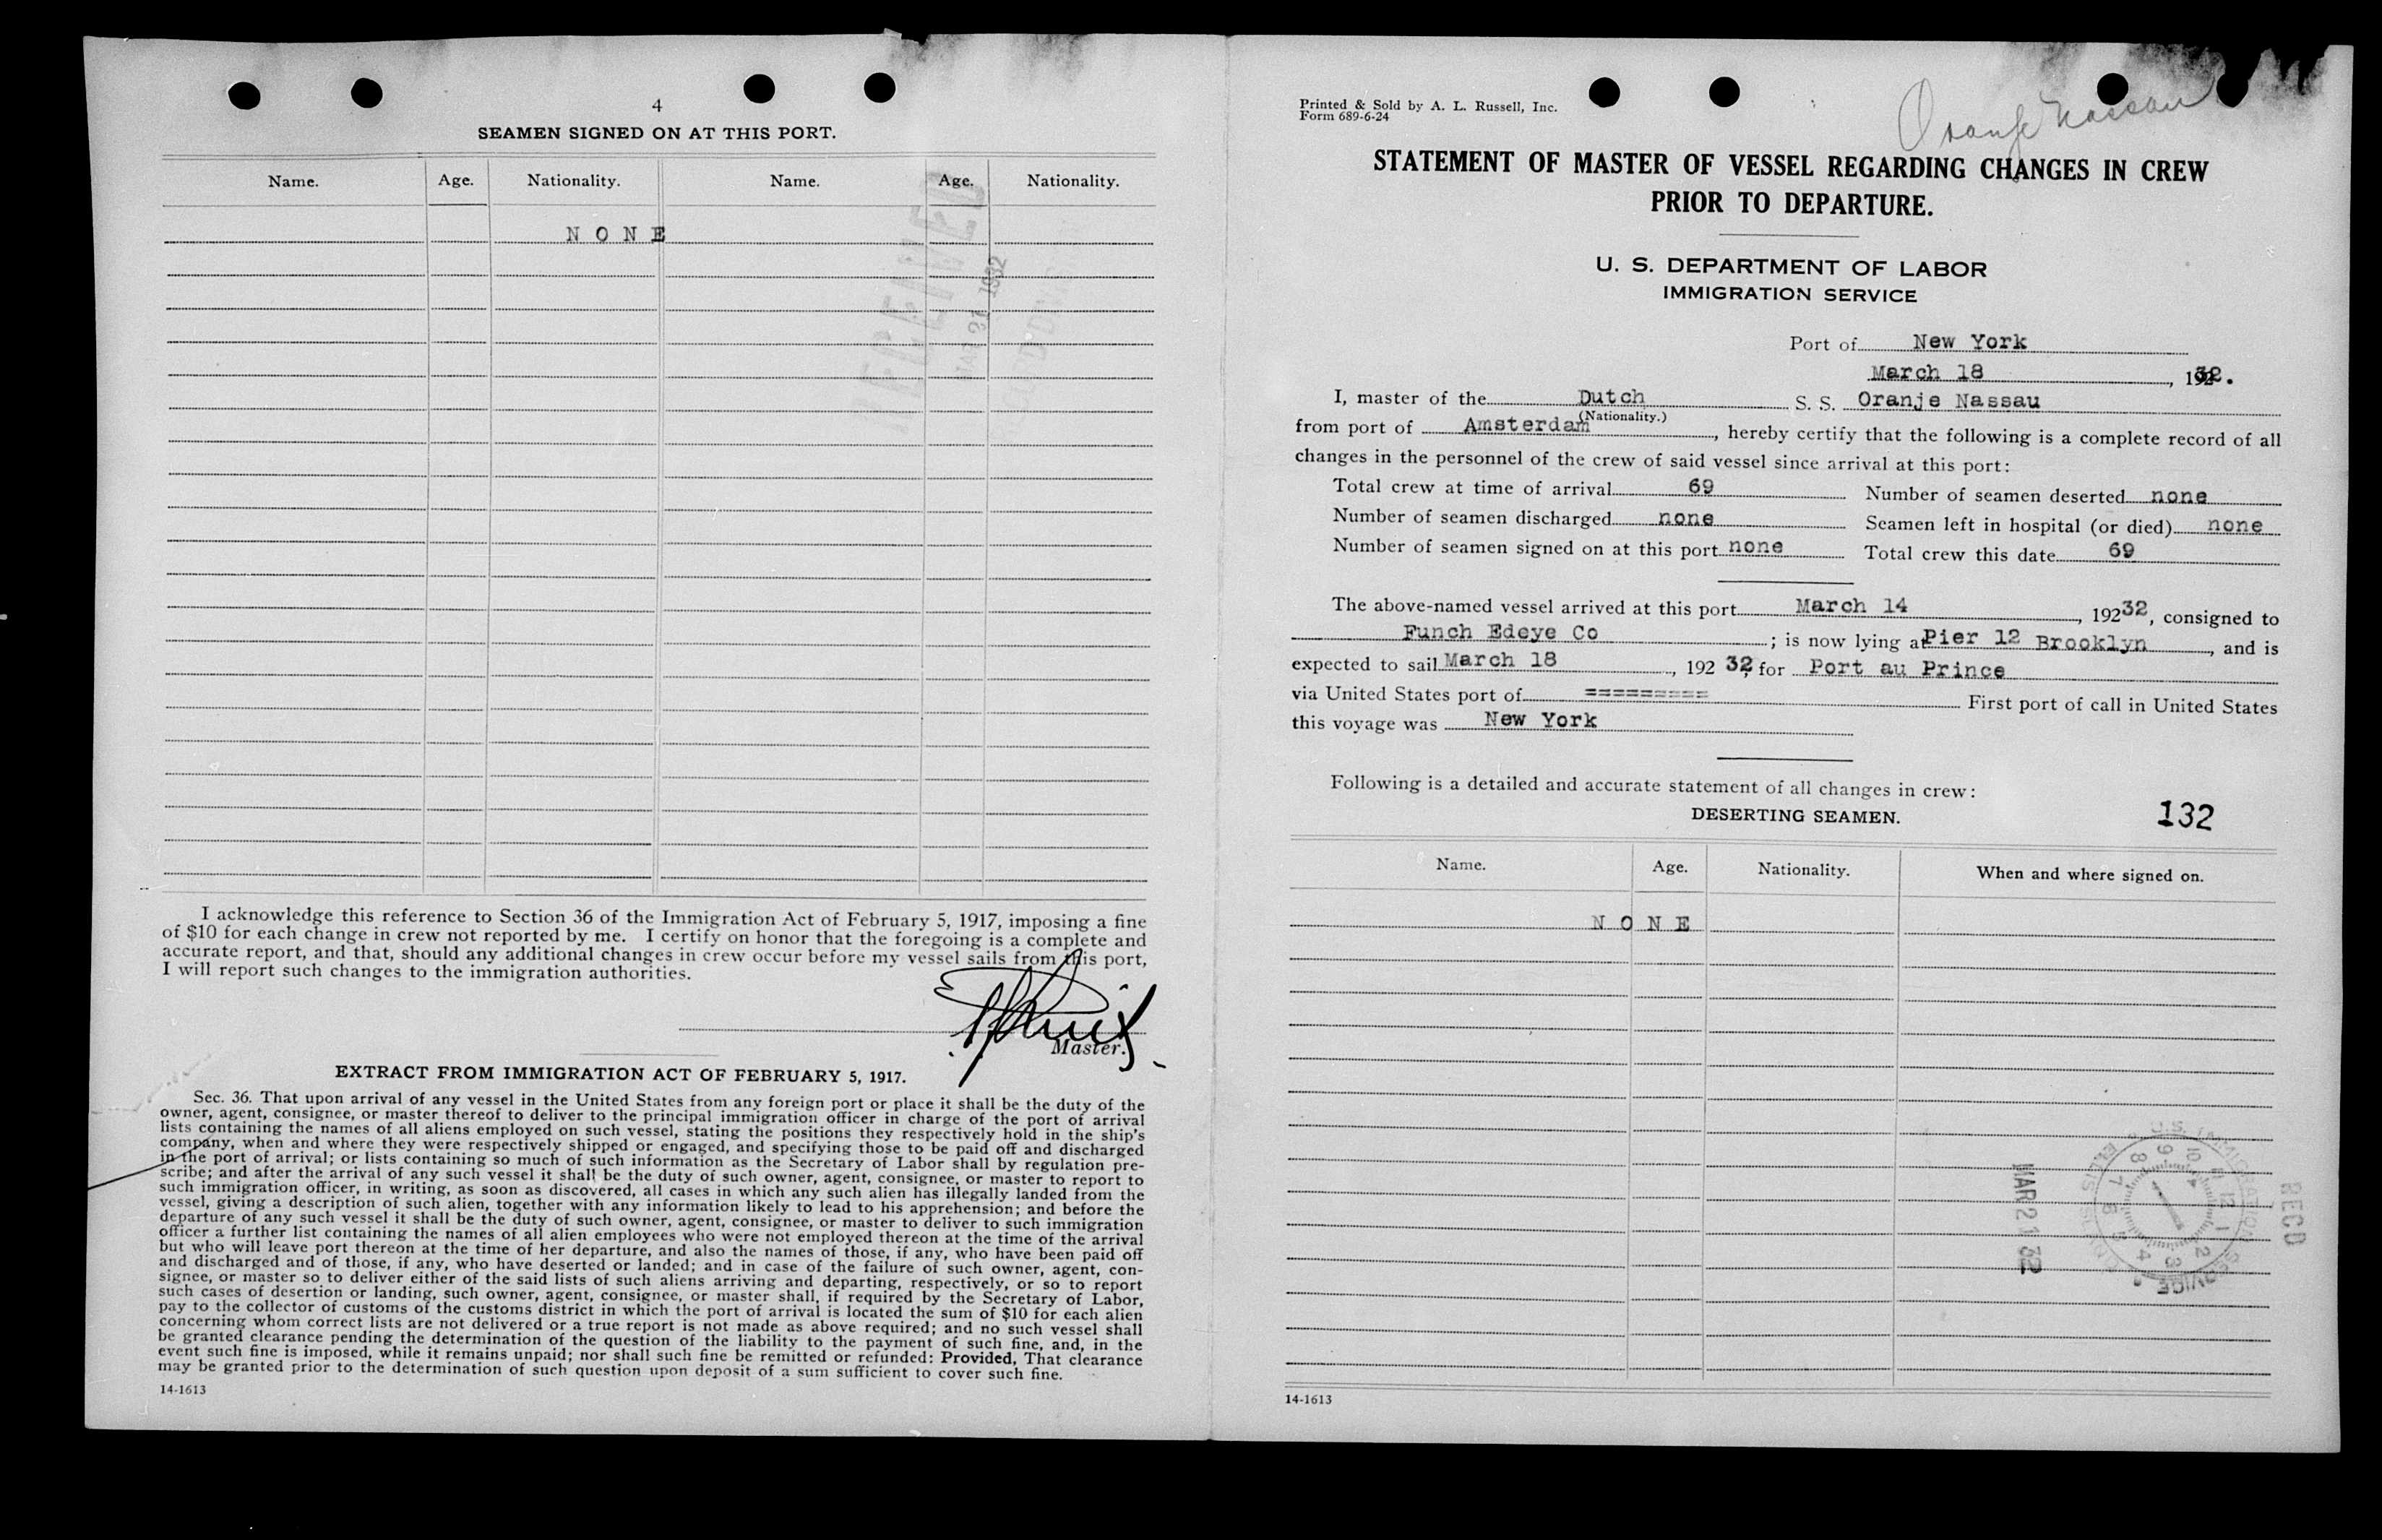 4
SEAMEN SIGNED ON AT THIS PORT.
Name. Age. Nationality. Name. Age. Nationality.
N O N E
1932
I acknowledge this reference to Section 36 of the Immigration Act of February 5, 1917, imposing a fine
of $10 for each change in crew not reported by me. I certify on honor that the foregoing is a complete and
accurate report, and that, should any additional changes in crew occur before my vessel sails from this port,
I will report such changes to the immigration authorities.
Master.
EXTRACT FROM IMMIGRATION ACT OF FEBRUARY 5, 1917.
Sec. 36. That upon arrival of any vessel in the United States from any foreign port or place it shall be the duty of the
owner, agent, consignee, or master thereof to deliver to the principal immigration officer in charge of the port of arrival
lists containing the names of all aliens employed on such vessel, stating the positions they respectively hold in the ship's
company, when and where they were respectively shipped or engaged, and specifying those to be paid off and discharged
in the port of arrival; or lists containing so much of such information as the Secretary of Labor shall by regulation pre-
scribe; and after the arrival of any such vessel it shall be the duty of such owner, agent, consignee, or master to report to
such immigration officer, in writing, as soon as discovered, all cases in which any such alien has illegally landed from the
vessel, giving a description of such alien, together with any information likely to lead to his apprehension; and before the
departure of any such vessel it shall be the duty of such owner, agent, consignee, or master to deliver to such immigration
officer a further list containing the names of all alien employees who were not employed thereon at the time of the arrival
but who will leave port thereon at the time of her departure, and also the names of those, if any, who have been paid off
and discharged and of those, if any, who have deserted or landed; and in case of the failure of such owner, agent, con-
signee, or master so to deliver either of the said lists of such aliens arriving and departing, respectively, or so to report
such cases of desertion or landing, such owner, agent, consignee, or master shall, if required by the Secretary of Labor,
pay to the collector of customs of the customs district in which the port of arrival is located the sum of $10 for each alien
concerning whom correct lists are not delivered or a true report is not made as above required; and no such vessel shall
be granted clearance pending the determination of the question of the liability to the payment of such fine, and, in the
event such fine is imposed, while it remains unpaid; nor shall such fine be remitted or refunded: Provided, That clearance
may be granted prior to the determination of such question upon deposit of a sum sufficient to cover such fine.
14-1613
Printed & Sold by A. L. Russell, Inc.
Form 689-6-24
Oranje Nassau
STATEMENT OF MASTER OF VESSEL REGARDING CHANGES IN CREW
PRIOR TO DEPARTURE.
U. S. DEPARTMENT OF LABOR
IMMIGRATION SERVICE
Port of New York
March 18, 1932.
I, master of the Dutch S. S. Oranje Nassau
(Nationality.)
from port of Amsterdam, hereby certify that the following is a complete record of all
changes in the personnel of the crew of said vessel since arrival at this port:
Total crew at time of arrival 69 Number of seamen deserted none
Number of seamen discharged none Seamen left in hospital (or died) none
Number of seamen signed on at this port none Total crew this date 69
The above-named vessel arrived at this port March 14, 19232, consigned to
Funch Edeye Co; is now lying at Pier 12 Brooklyn, and is
expected to sail March 18, 192 32, for Port au Prince
via United States port of ========= First port of call in United States
this voyage was New York
Following is a detailed and accurate statement of all changes in crew:
DESERTING SEAMEN.
132
Name. Age. Nationality. When and where signed on.
N O N E
MAR 21 32
U.S. IMMIGRATION SERVICE
RECD
14-1613